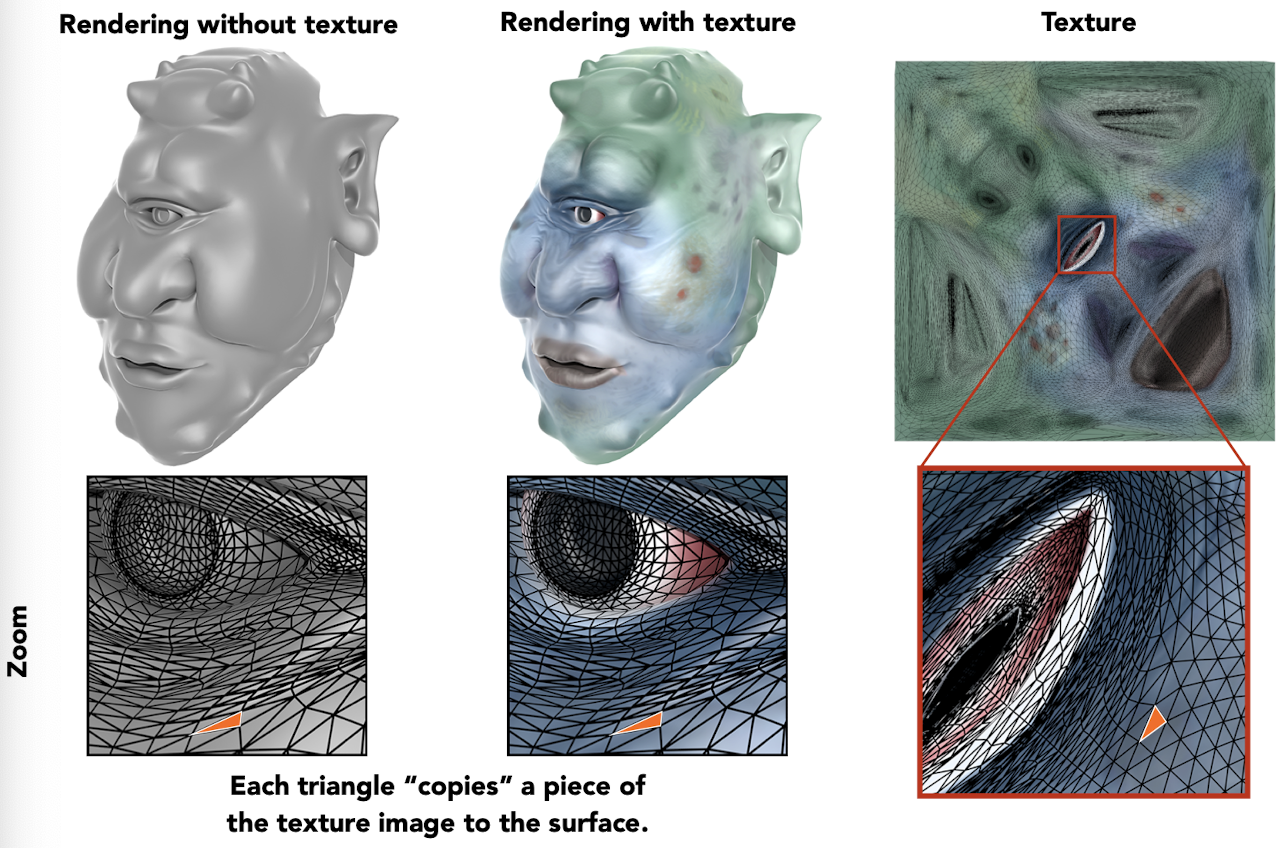 Rendering without texture
Rendering with texture
Texture
Zoom
Each triangle “copies” a piece of
the texture image to the surface.